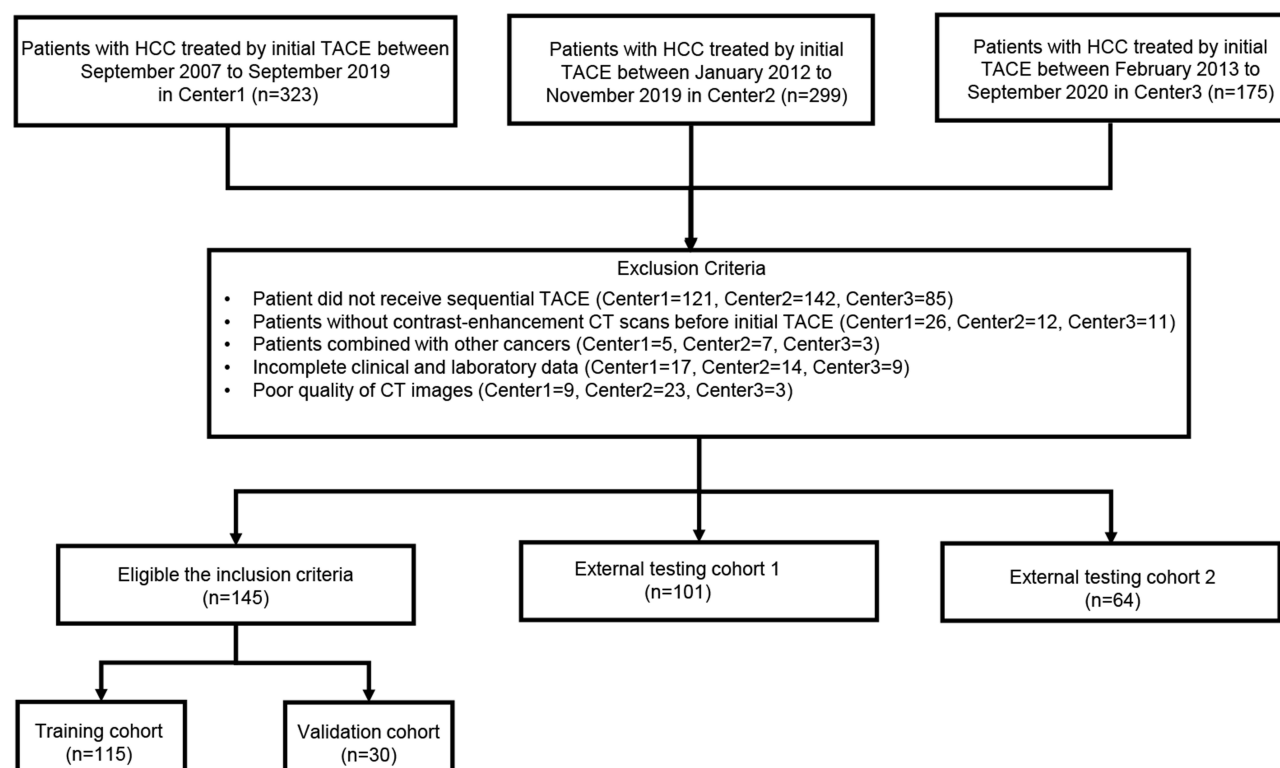 Patients with HCC treated by initial TACE between
September 2007 to September 2019
in Center1 (n=323)
Patients with HCC treated by initial
TACE between January 2012 to
November 2019 in Center2 (n=299)
Patients with HCC treated by initial
TACE between February 2013 to
September 2020 in Center3 (n=175)
Exclusion Criteria
• Patient did not receive sequential TACE (Center1=121, Center2=142, Center3=85)
• Patients without contrast-enhancement CT scans before initial TACE (Center1=26, Center2=12, Center3=11)
• Patients combined with other cancers (Center1=5, Center2=7, Center3=3)
• Incomplete clinical and laboratory data (Center1=17, Center2=14, Center3=9)
• Poor quality of CT images (Center1=9, Center2=23, Center3=3)
Eligible the inclusion criteria
(n=145)
External testing cohort 1
(n=101)
External testing cohort 2
(n=64)
Training cohort
(n=115)
Validation cohort
(n=30)